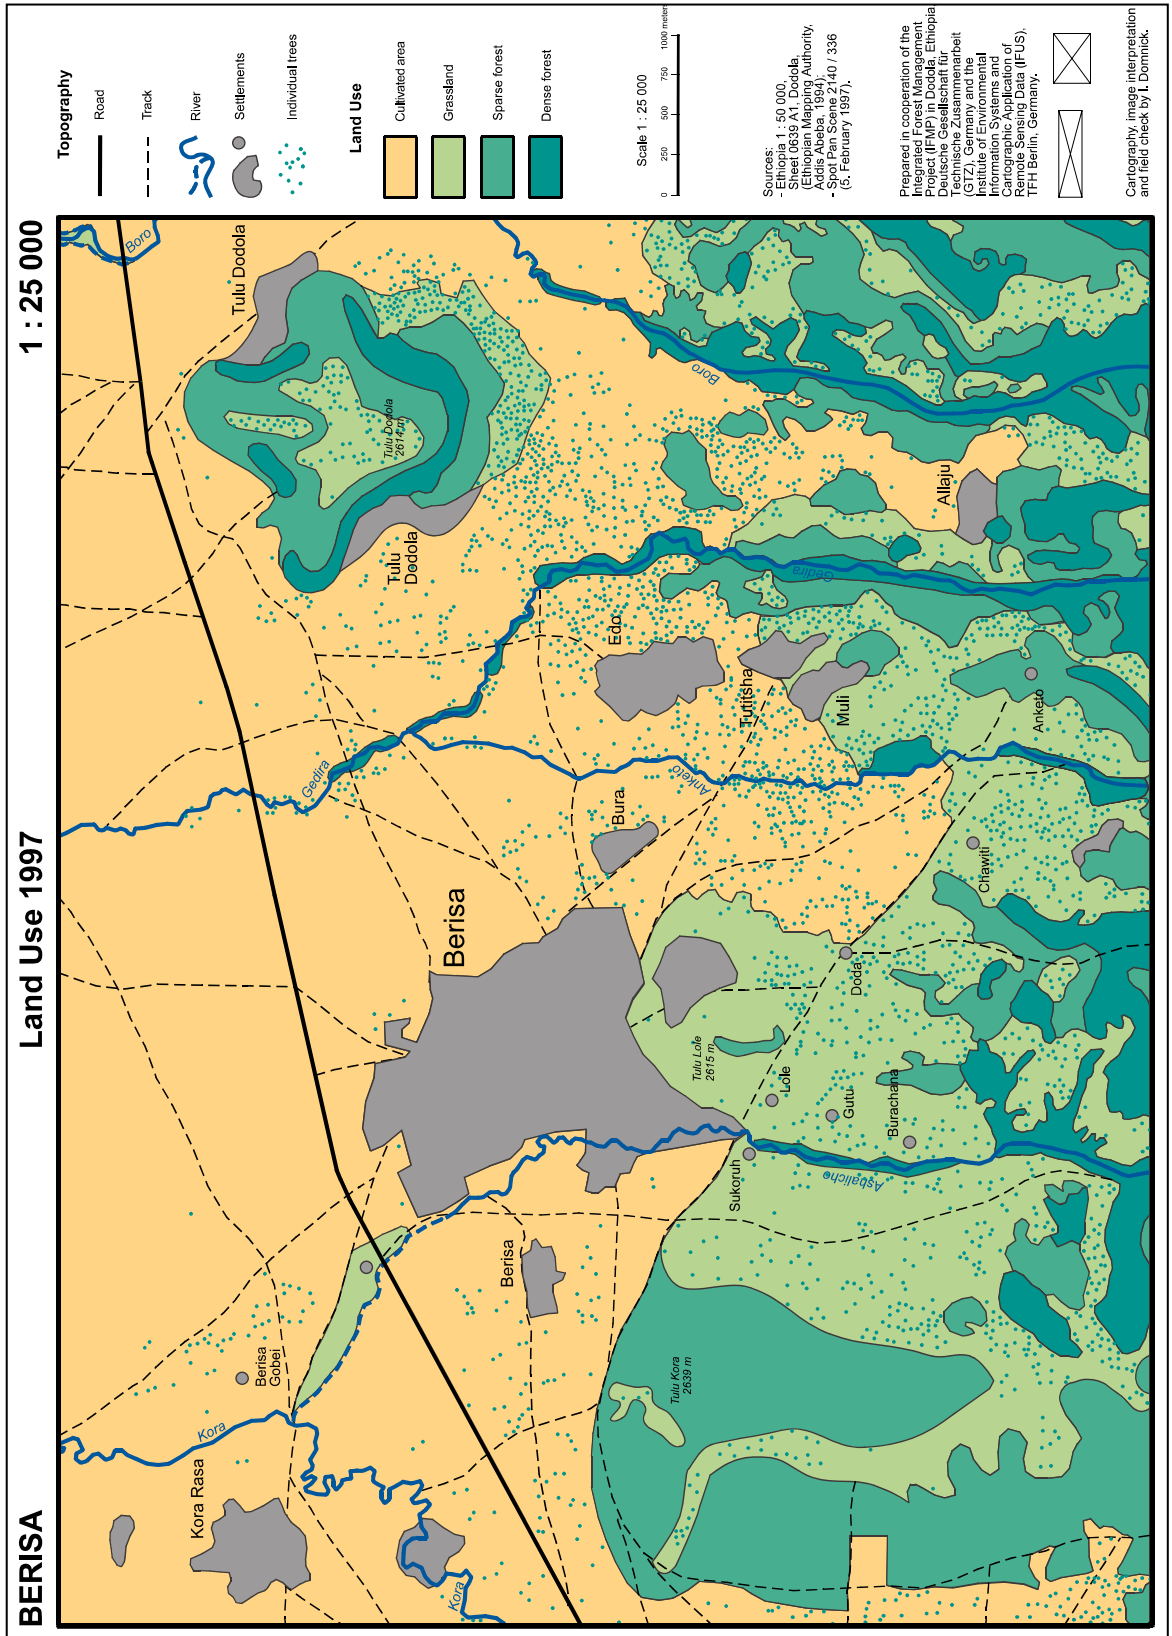 BERISA
Land Use 1997
1 : 25 000
Topography
Road
Track
River
Settlements
Individual trees
Land Use
Cultivated area
Grassland
Sparse forest
Dense forest
Scale 1 : 25 000
0 250 500 750 1000 meters
Sources:
- Ethiopia 1 : 50 000,
Sheet 0639 A1, Dodola,
(Ethiopian Mapping Authority,
Addis Abeba, 1994);
- Spot Pan Scene 2140 / 336
(5, February 1997).
Prepared in cooperation of the
Integrated Forest Management
Project (IFMP) in Dodola, Ethiopia
Deutsche Gesellschaft für
Technische Zusammenarbeit
(GTZ), Germany and the
Institute of Environmental
Information Systems and
Cartographic Application of
Remote Sensing Data (IFUS),
TFH Berlin, Germany.
Cartography, image interpretation
and field check by I. Domnick.
Kora Rasa
Kora
Kora
Berisa
Gobei
Berisa
Berisa
Gedira
Tulu Dodola
Boro
Tulu Dodola
2614 m
Tulu
Dodola
Edo
Bura
Anketo
Tutitsha
Muli
Gedira
Boro
Allaju
Anketo
Chawiti
Doda
Tulu Lole
2615 m
Lole
Gutu
Burachana
Sukoruh
Asbalicho
Tulu Kora
2639 m